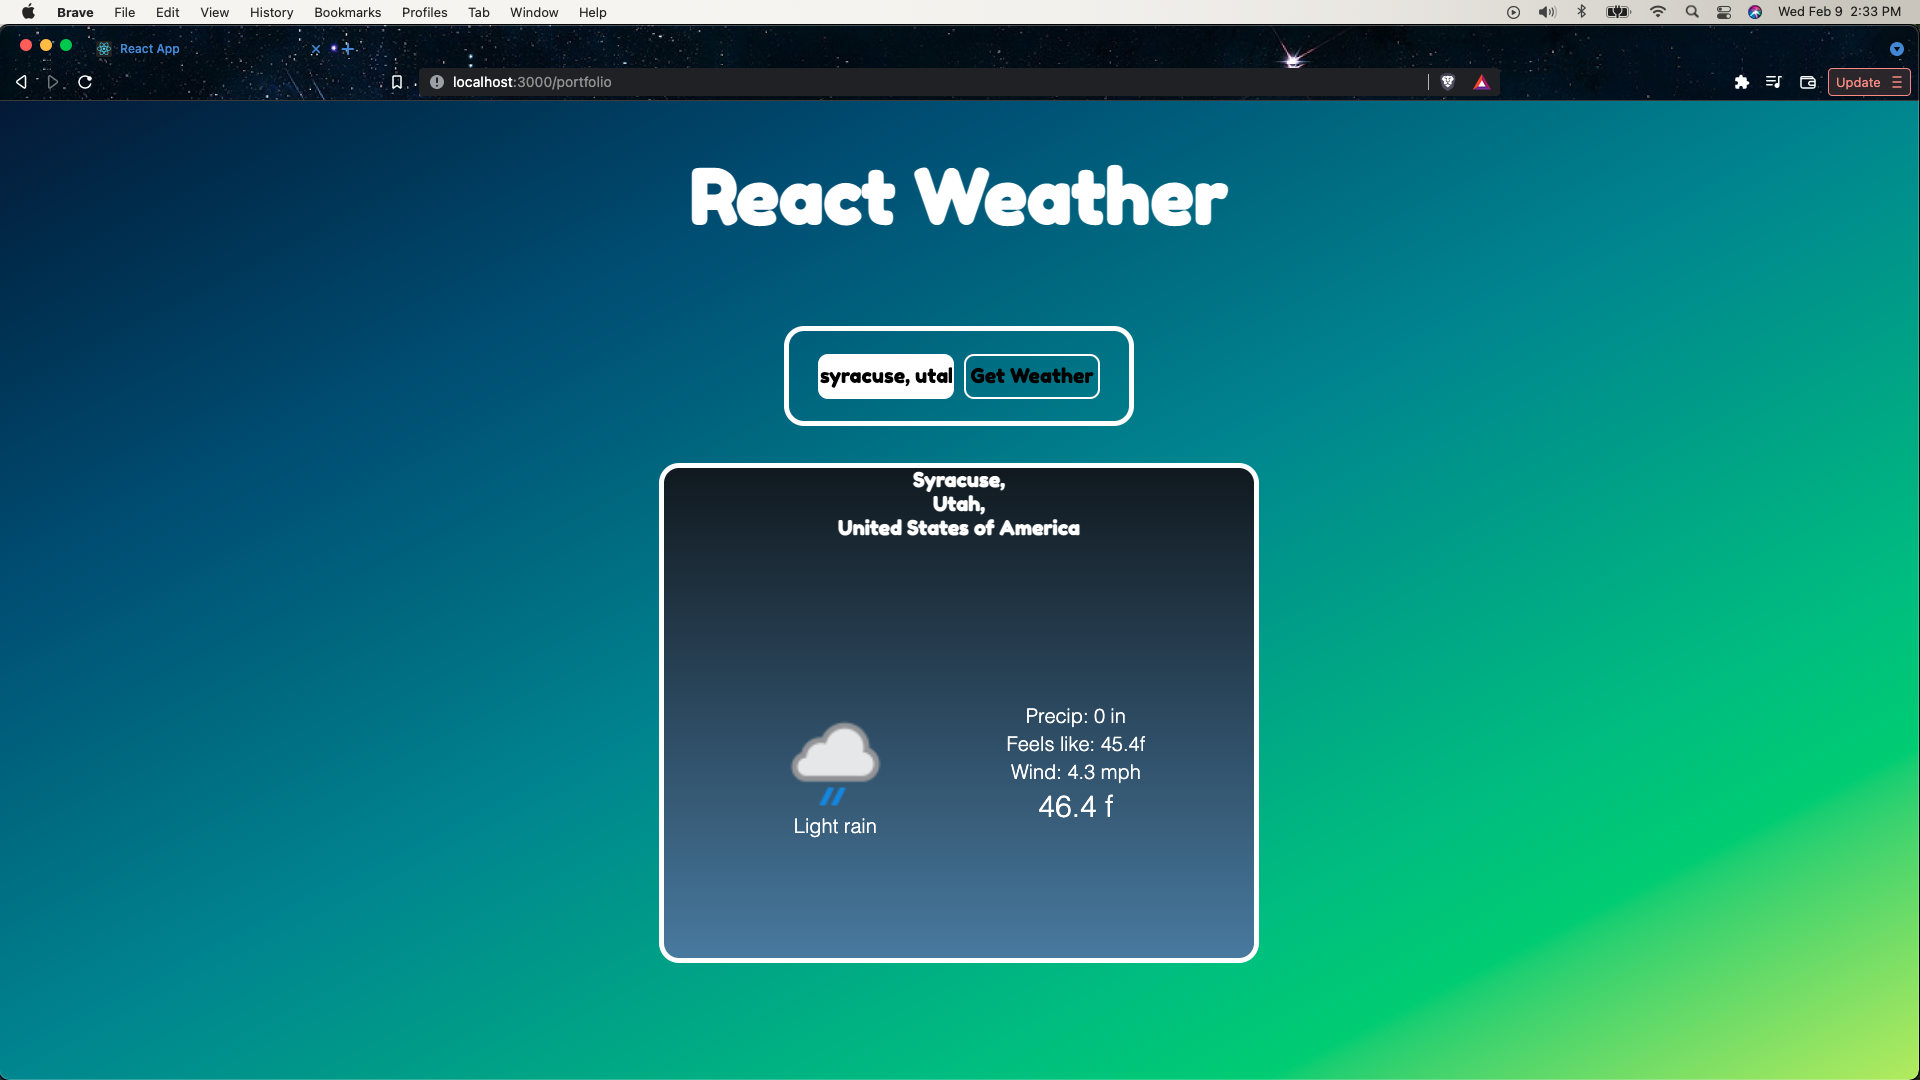 Brave File Edit View History Bookmarks Profiles Tab Window Help Wed Feb 9 2:33 PM
React App
localhost:3000/portfolio Update
React Weather
syracuse, utal Get Weather
Syracuse,
Utah,
United States of America
Precip: 0 in
Feels like: 45.4f
Wind: 4.3 mph
46.4 f
Light rain